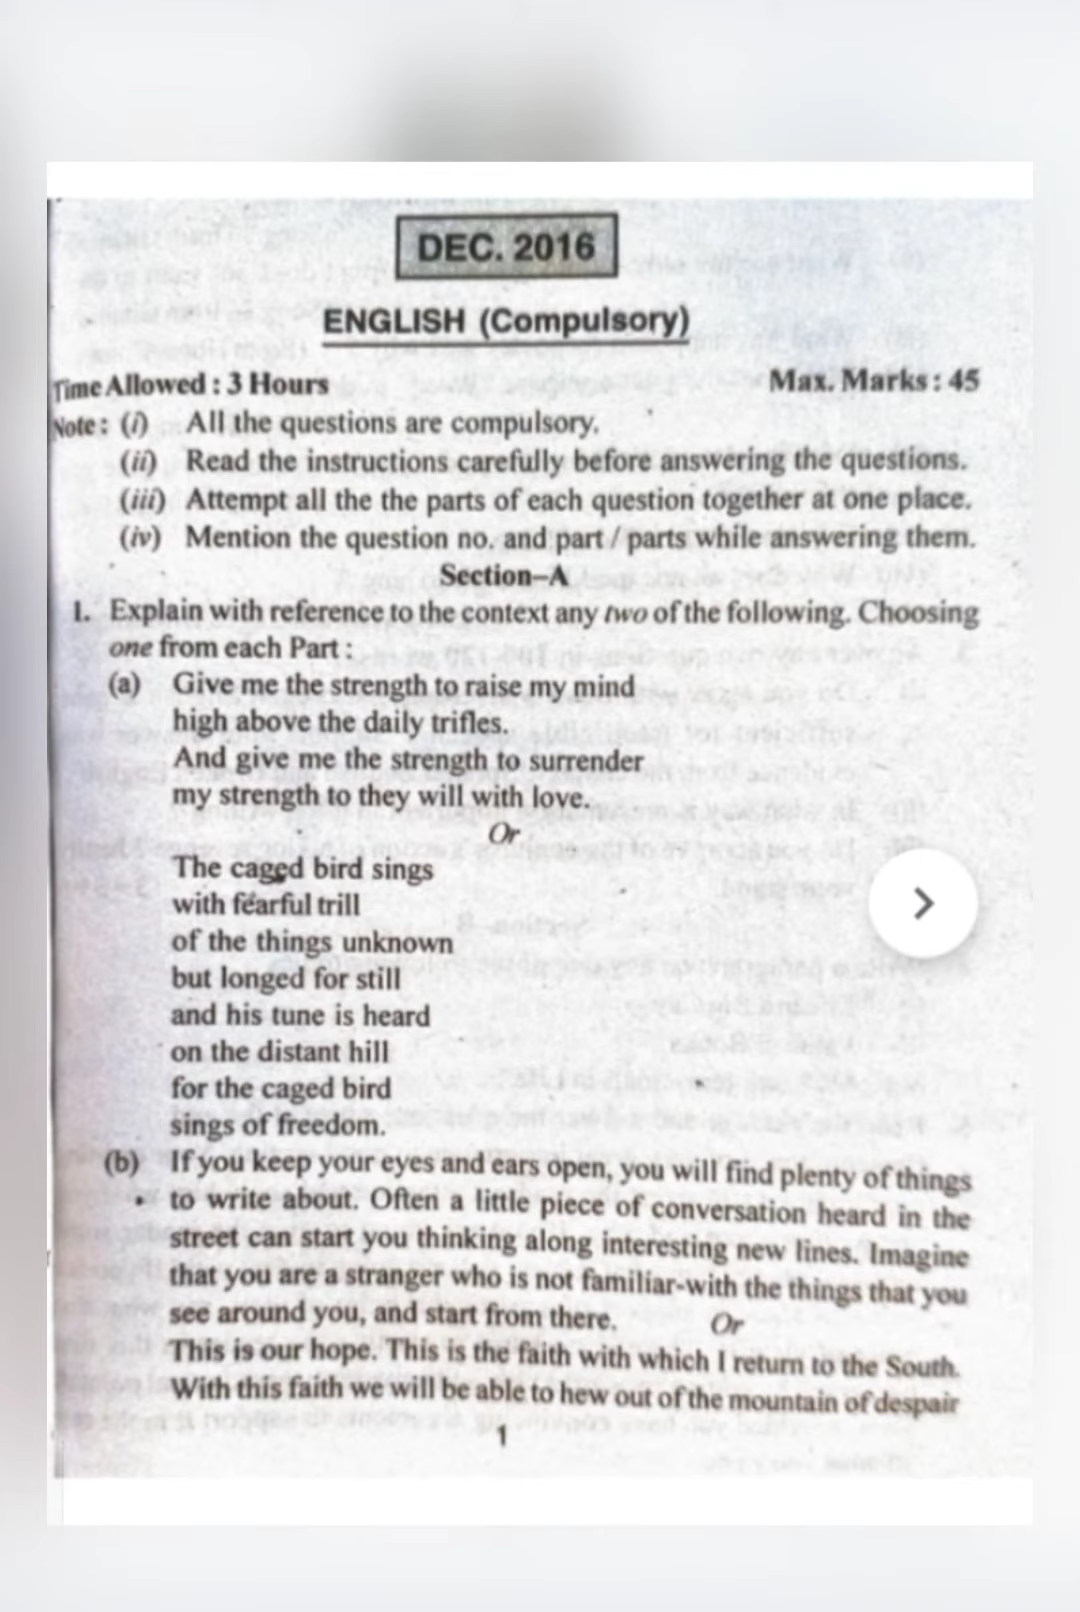 DEC. 2016
ENGLISH (Compulsory)
Time Allowed : 3 Hours Max. Marks : 45
Note : (i) All the questions are compulsory.
(ii) Read the instructions carefully before answering the questions.
(iii) Attempt all the the parts of each question together at one place.
(iv) Mention the question no. and part / parts while answering them.
Section–A
1. Explain with reference to the context any two of the following. Choosing
one from each Part :
(a) Give me the strength to raise my mind
high above the daily trifles.
And give me the strength to surrender
my strength to they will with love.
Or
The caged bird sings
with fearful trill
of the things unknown
but longed for still
and his tune is heard
on the distant hill
for the caged bird
sings of freedom.
(b) If you keep your eyes and ears open, you will find plenty of things
to write about. Often a little piece of conversation heard in the
street can start you thinking along interesting new lines. Imagine
that you are a stranger who is not familiar-with the things that you
see around you, and start from there. Or
This is our hope. This is the faith with which I return to the South.
With this faith we will be able to hew out of the mountain of despair
1